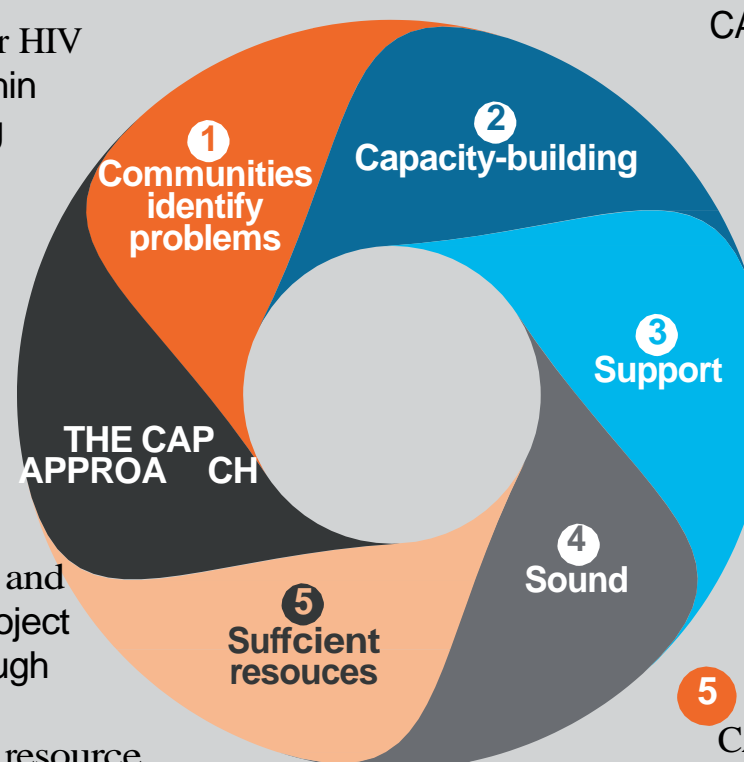 r HIV
CA
1
Communities
identify
problems
2
Capacity-building
3
Support
THE CAP
APPROA CH
4
Sound
5
Suffcient
resouces
and
oject
ugh
resource
5
CA